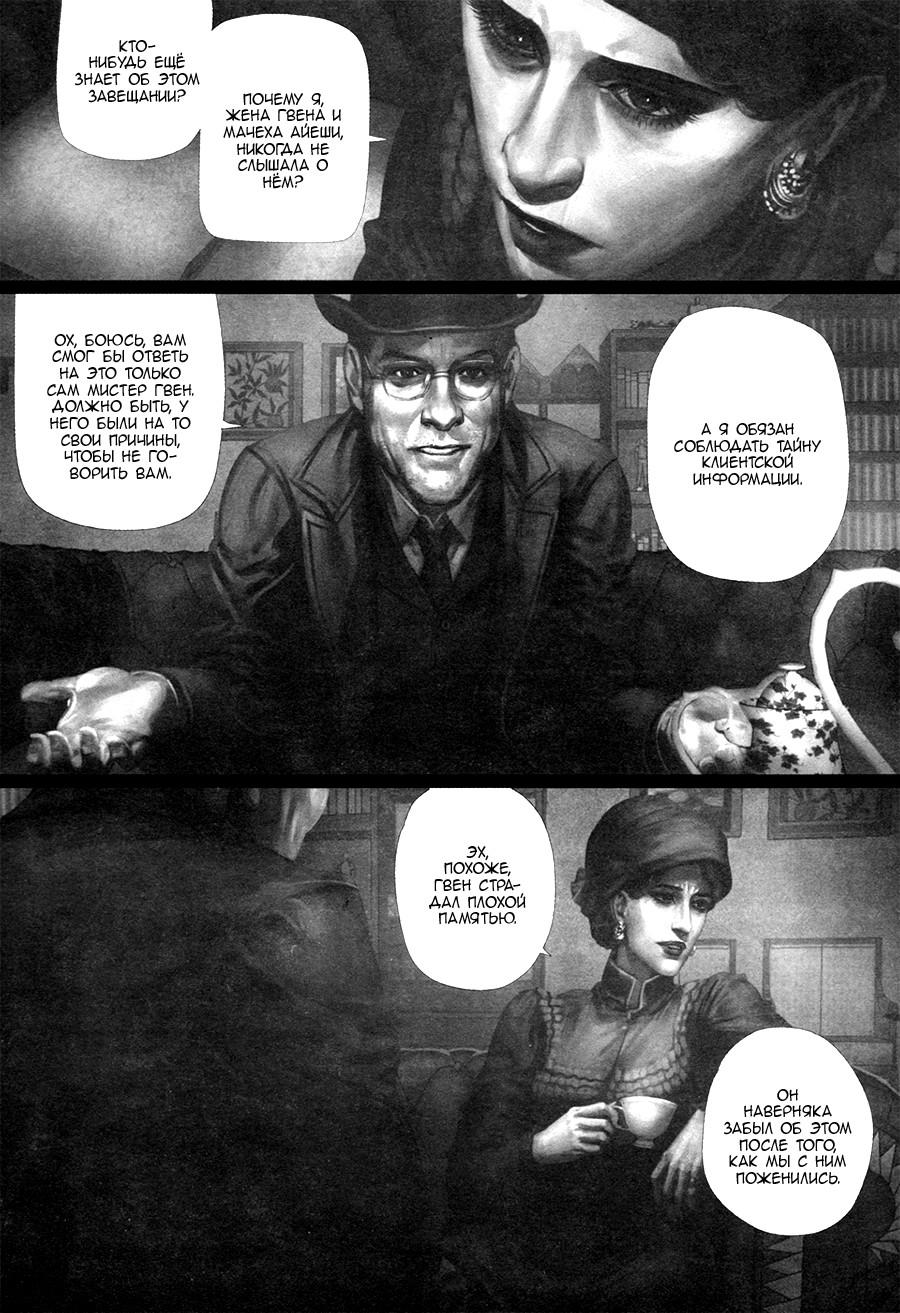 КТО-
НИБУДЬ ЕЩЁ
ЗНАЕТ ОБ ЭТОМ
ЗАВЕЩАНИИ?
ПОЧЕМУ Я,
ЖЕНА ГВЕНА И
МАЧЕХА АЙЕШИ,
НИКОГДА НЕ
СЛЫШАЛА О
НЁМ?
ОХ, БОЮСЬ, ВАМ
СМОГ БЫ ОТВЕТЬ
НА ЭТО ТОЛЬКО
САМ МИСТЕР ГВЕН.
ДОЛЖНО БЫТЬ, У
НЕГО БЫЛИ НА ТО
СВОИ ПРИЧИНЫ,
ЧТОБЫ НЕ ГО-
ВОРИТЬ ВАМ.
А Я ОБЯЗАН
СОБЛЮДАТЬ ТАЙНУ
КЛИЕНТСКОЙ
ИНФОРМАЦИИ.
ЭХ,
ПОХОЖЕ,
ГВЕН СТРА-
ДАЛ ПЛОХОЙ
ПАМЯТЬЮ.
ОН
НАВЕРНЯКА
ЗАБЫЛ ОБ ЭТОМ
ПОСЛЕ ТОГО,
КАК МЫ С НИМ
ПОЖЕНИЛИСЬ.